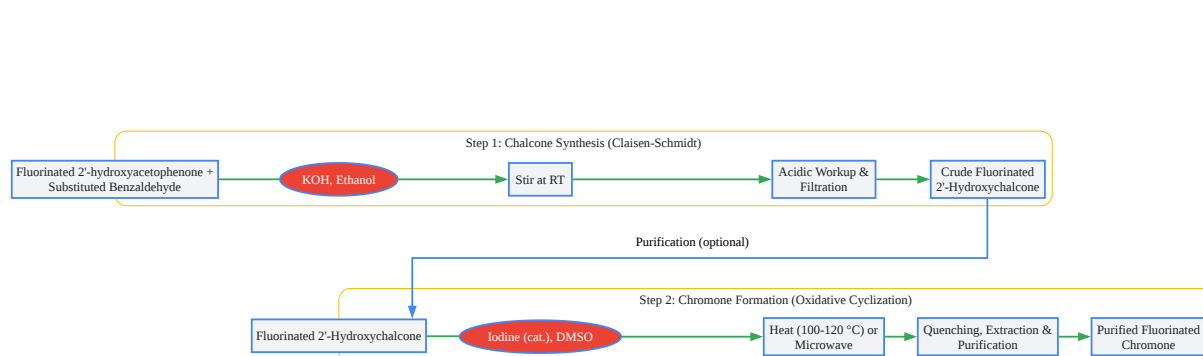 Step 1: Chalcone Synthesis (Claisen-Schmidt)
Fluorinated 2'-hydroxyacetophenone +
Substituted Benzaldehyde
KOH, Ethanol
Stir at RT
Acidic Workup &
Filtration
Crude Fluorinated
2'-Hydroxychalcone
Purification (optional)
Step 2: Chromone Formation (Oxidative Cyclization)
Fluorinated 2'-Hydroxychalcone
Iodine (cat.), DMSO
Heat (100-120 °C) or
Microwave
Quenching, Extraction &
Purification
Purified Fluorinated
Chromone